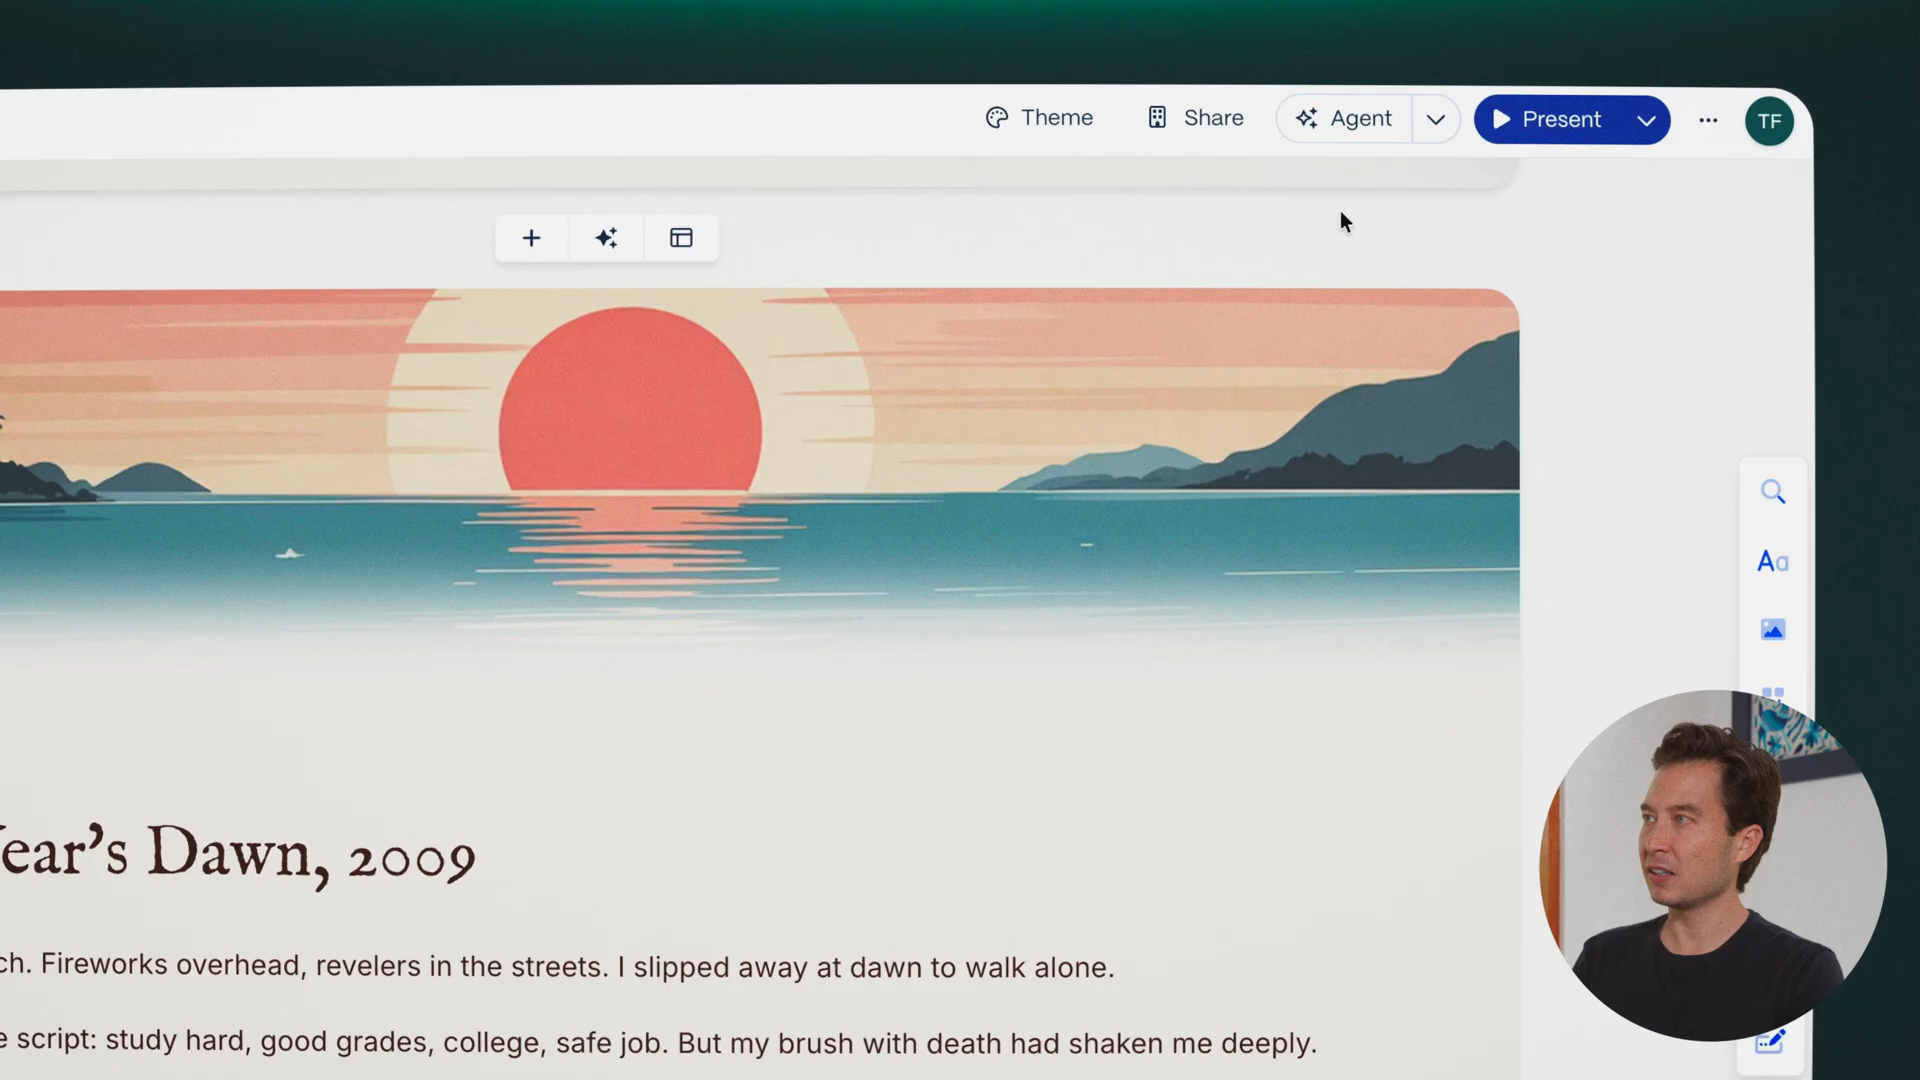 Theme
Share
Agent
Present
TF
Aa
ear's Dawn, 2009
ch. Fireworks overhead, revelers in the streets. I slipped away at dawn to walk alone.
e script: study hard, good grades, college, safe job. But my brush with death had shaken me deeply.